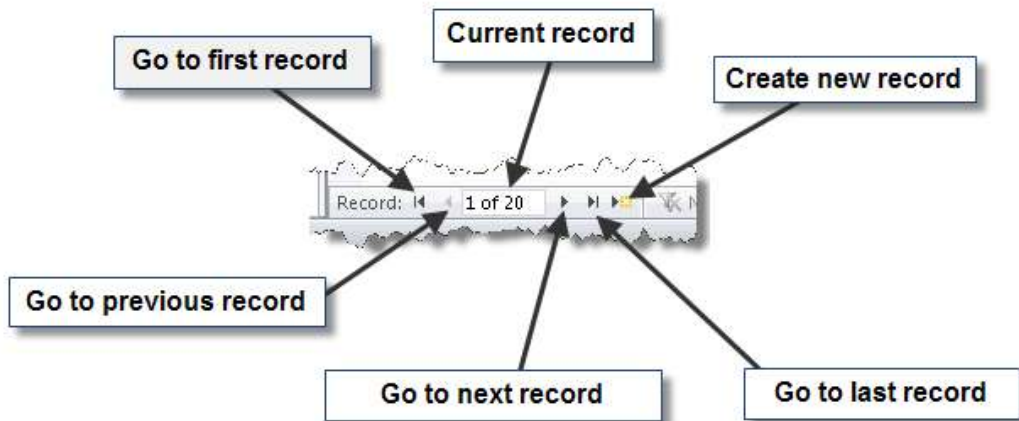 Current record
Go to first record
Create new record
Record: 1 of 20 N
Go to previous record
Go to next record
Go to last record